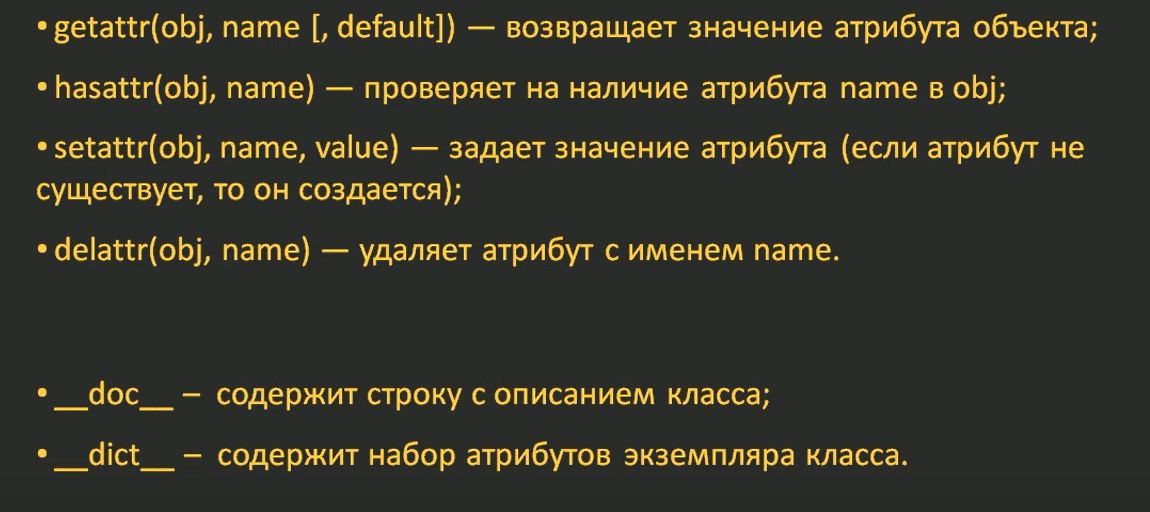 •getattr(obj, name [, default]) — возвращает значение атрибута объекта;
•hasattr(obj, name) — проверяет на наличие атрибута name в obj;
•setattr(obj, name, value) — задает значение атрибута (если атрибут не
существует, то он создается);
•delattr(obj, name) — удаляет атрибут с именем name.
•__doc__ – содержит строку с описанием класса;
•__dict__ – содержит набор атрибутов экземпляра класса.